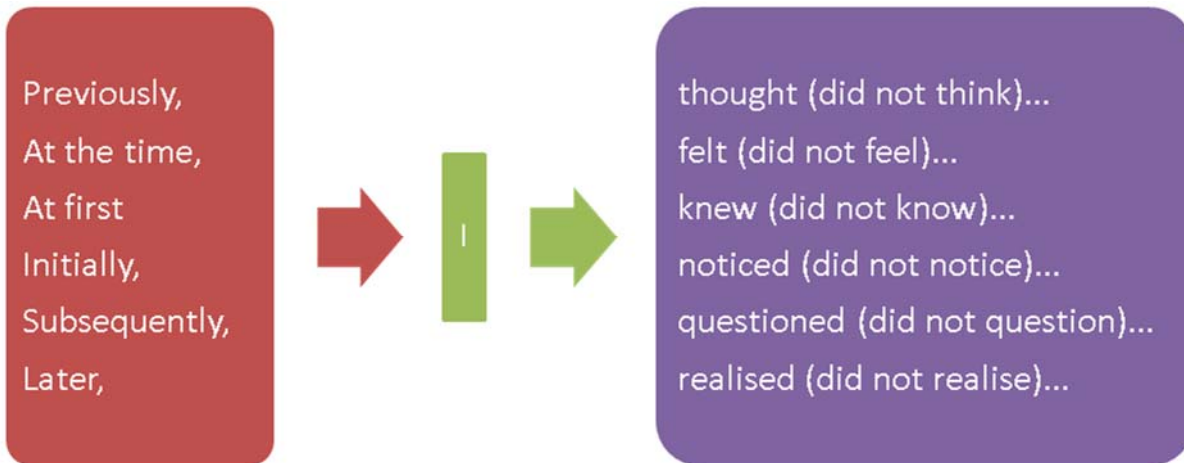 Previously,
At the time,
At first
Initially,
Subsequently,
Later,
I
thought (did not think)...
felt (did not feel)...
knew (did not know)...
noticed (did not notice)...
questioned (did not question)...
realised (did not realise)...